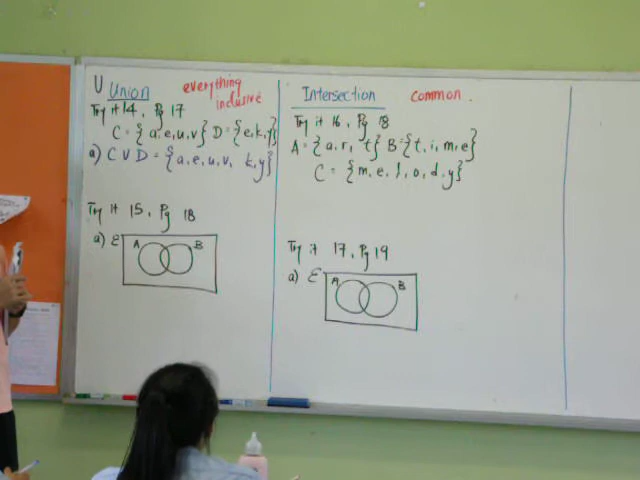 U Union everything
inclusive
Try it 14, Pg 17
C = {a,e,u,v} D = {e,k,y}
a) C ∪ D = {a,e,u,v, k,y}
Try it 15, Pg 18
a) ε
A B
Intersection common.
Try it 16, Pg 18
A = {a, r, t} B = {t, i, m, e}
C = {m, e, l, o, d, y}
Try it 17, Pg 19
a) ε
A B